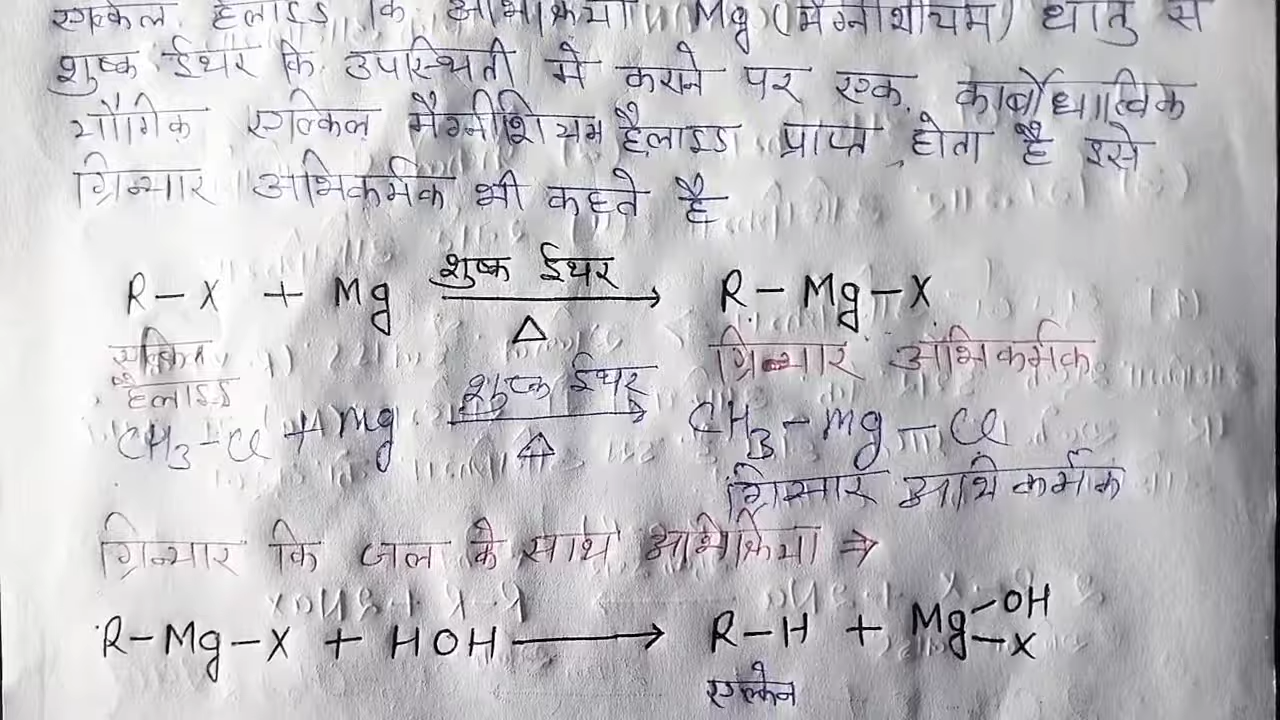 एल्किल हैलाइड कि अभिक्रिया Mg (मैग्नीशियम) धातु से
शुष्क ईथर कि उपस्थिती में कराने पर एक कार्बोधात्विक
यौगिक एल्किल मैग्नीशियम हैलाइड प्राप्त होता है इसे
ग्रिन्यार अभिकर्मक भी कहते है
R-X + Mg शुष्क ईथर → Δ R-Mg-X
एल्किल ग्रिन्यार अभिकर्मक
हैलाइड
CH₃-Cl + Mg शुष्क ईथर → Δ CH₃-Mg-Cl
ग्रिन्यार अभिकर्मक
ग्रिन्यार कि जल के साथ अभिक्रिया ⇒
R-Mg-X + HOH → R-H + Mg-OH
-X
एल्केन